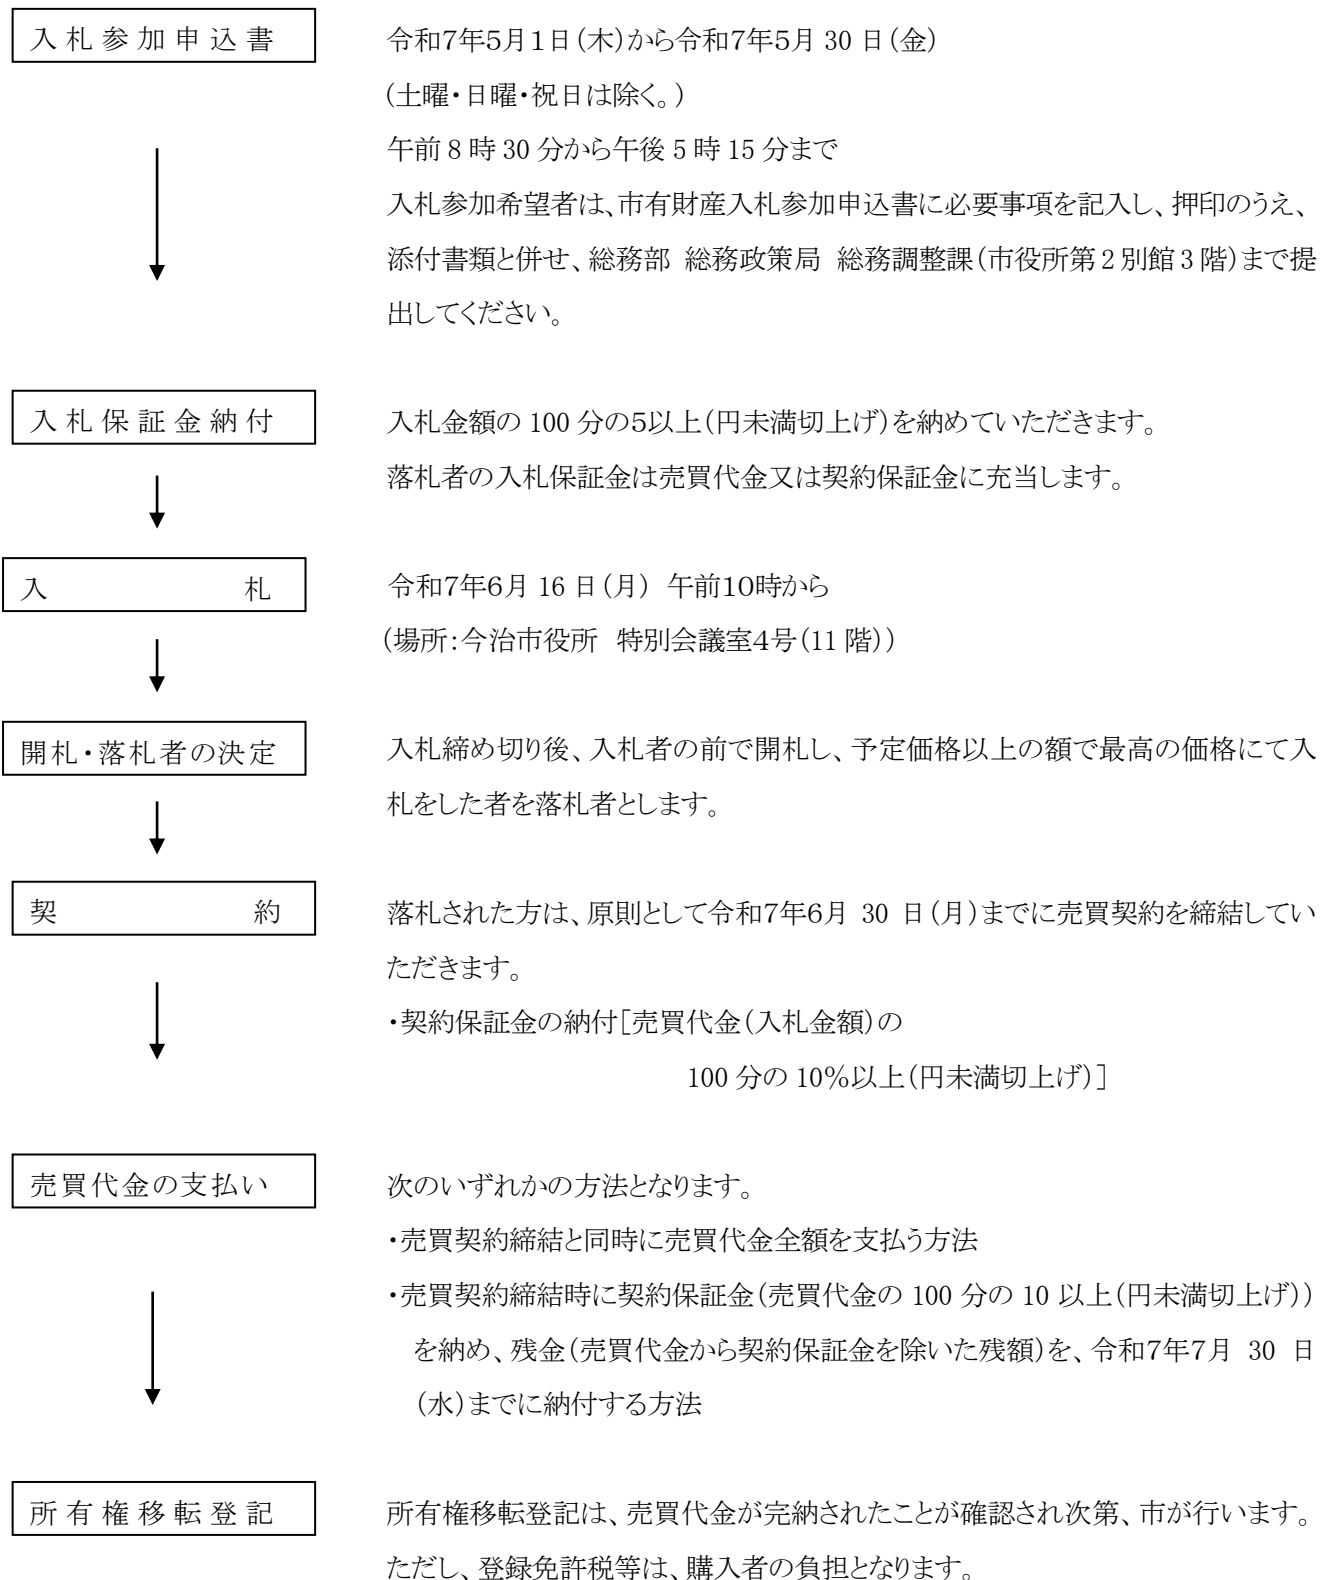 入札参加申込書
令和7年5月1日(木)から令和7年5月 30 日(金)
(土曜・日曜・祝日は除く。)
午前 8 時 30 分から午後 5 時 15 分まで
入札参加希望者は、市有財産入札参加申込書に必要事項を記入し、押印のうえ、
添付書類と併せ、総務部 総務政策局 総務調整課(市役所第2別館3階)まで提
出してください。
入札保証金納付
入札金額の 100 分の5以上(円未満切上げ)を納めていただきます。
落札者の入札保証金は売買代金又は契約保証金に充当します。
入 札
令和7年6月 16 日(月) 午前10時から
(場所:今治市役所 特別会議室4号(11 階))
開札・落札者の決定
入札締め切り後、入札者の前で開札し、予定価格以上の額で最高の価格にて入
札をした者を落札者とします。
契 約
落札された方は、原則として令和7年6月 30 日(月)までに売買契約を締結してい
ただきます。
・契約保証金の納付[売買代金(入札金額)の
100 分の 10%以上(円未満切上げ)]
売買代金の支払い
次のいずれかの方法となります。
・売買契約締結と同時に売買代金全額を支払う方法
・売買契約締結時に契約保証金(売買代金の 100 分の 10 以上(円未満切上げ))
を納め、残金(売買代金から契約保証金を除いた残額)を、令和7年7月 30 日
(水)までに納付する方法
所有権移転登記
所有権移転登記は、売買代金が完納されたことが確認され次第、市が行います。
ただし、登録免許税等は、購入者の負担となります。